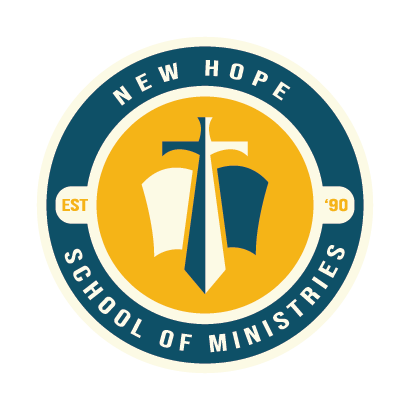 NEW HOPE
EST
‘90
SCHOOL OF MINISTRIES